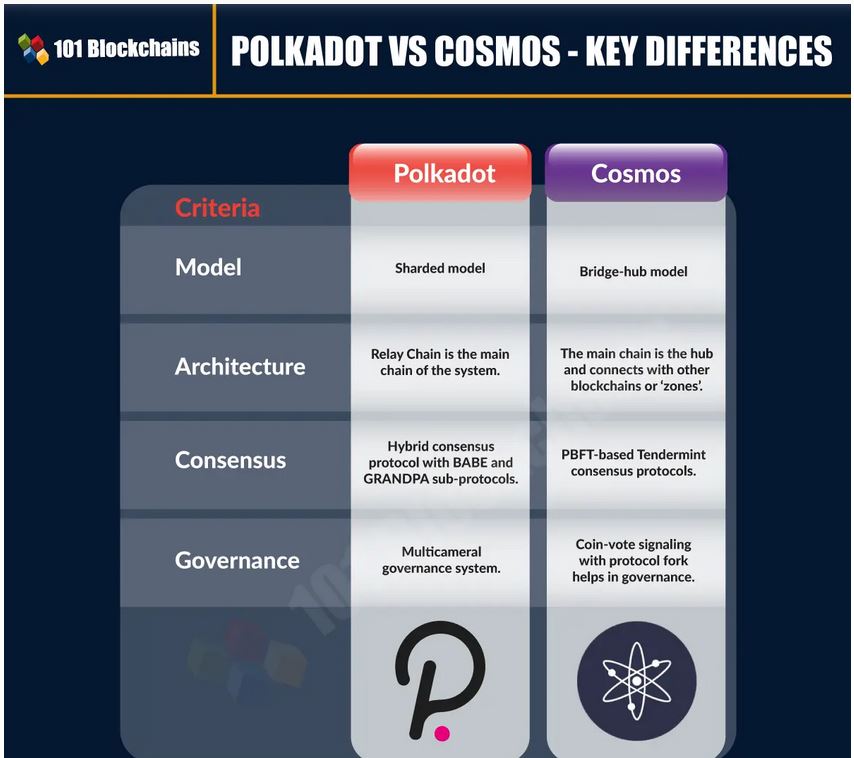 101 Blockchains
POLKADOT VS COSMOS - KEY DIFFERENCES
Polkadot
Cosmos
Criteria
Model
Sharded model
Bridge-hub model
Architecture
Relay Chain is the main
chain of the system.
The main chain is the hub
and connects with other
blockchains or ‘zones’.
Consensus
Hybrid consensus
protocol with BABE and
GRANDPA sub-protocols.
PBFT-based Tendermint
consensus protocols.
Governance
Multicameral
governance system.
Coin-vote signaling
with protocol fork
helps in governance.